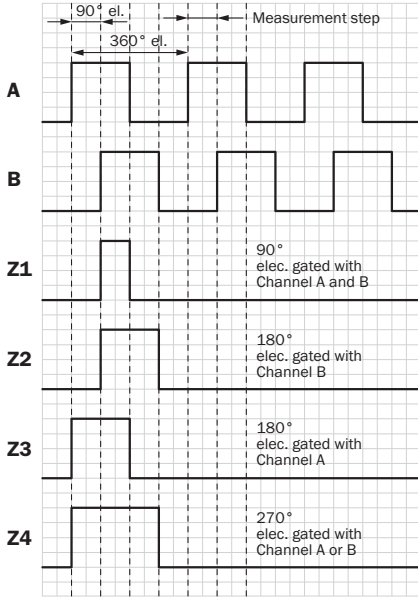 90° el.
Measurement step
360° el.
A
B
Z1
90°
elec. gated with
Channel A and B
Z2
180°
elec. gated with
Channel B
Z3
180°
elec. gated with
Channel A
Z4
270°
elec. gated with
Channel A or B